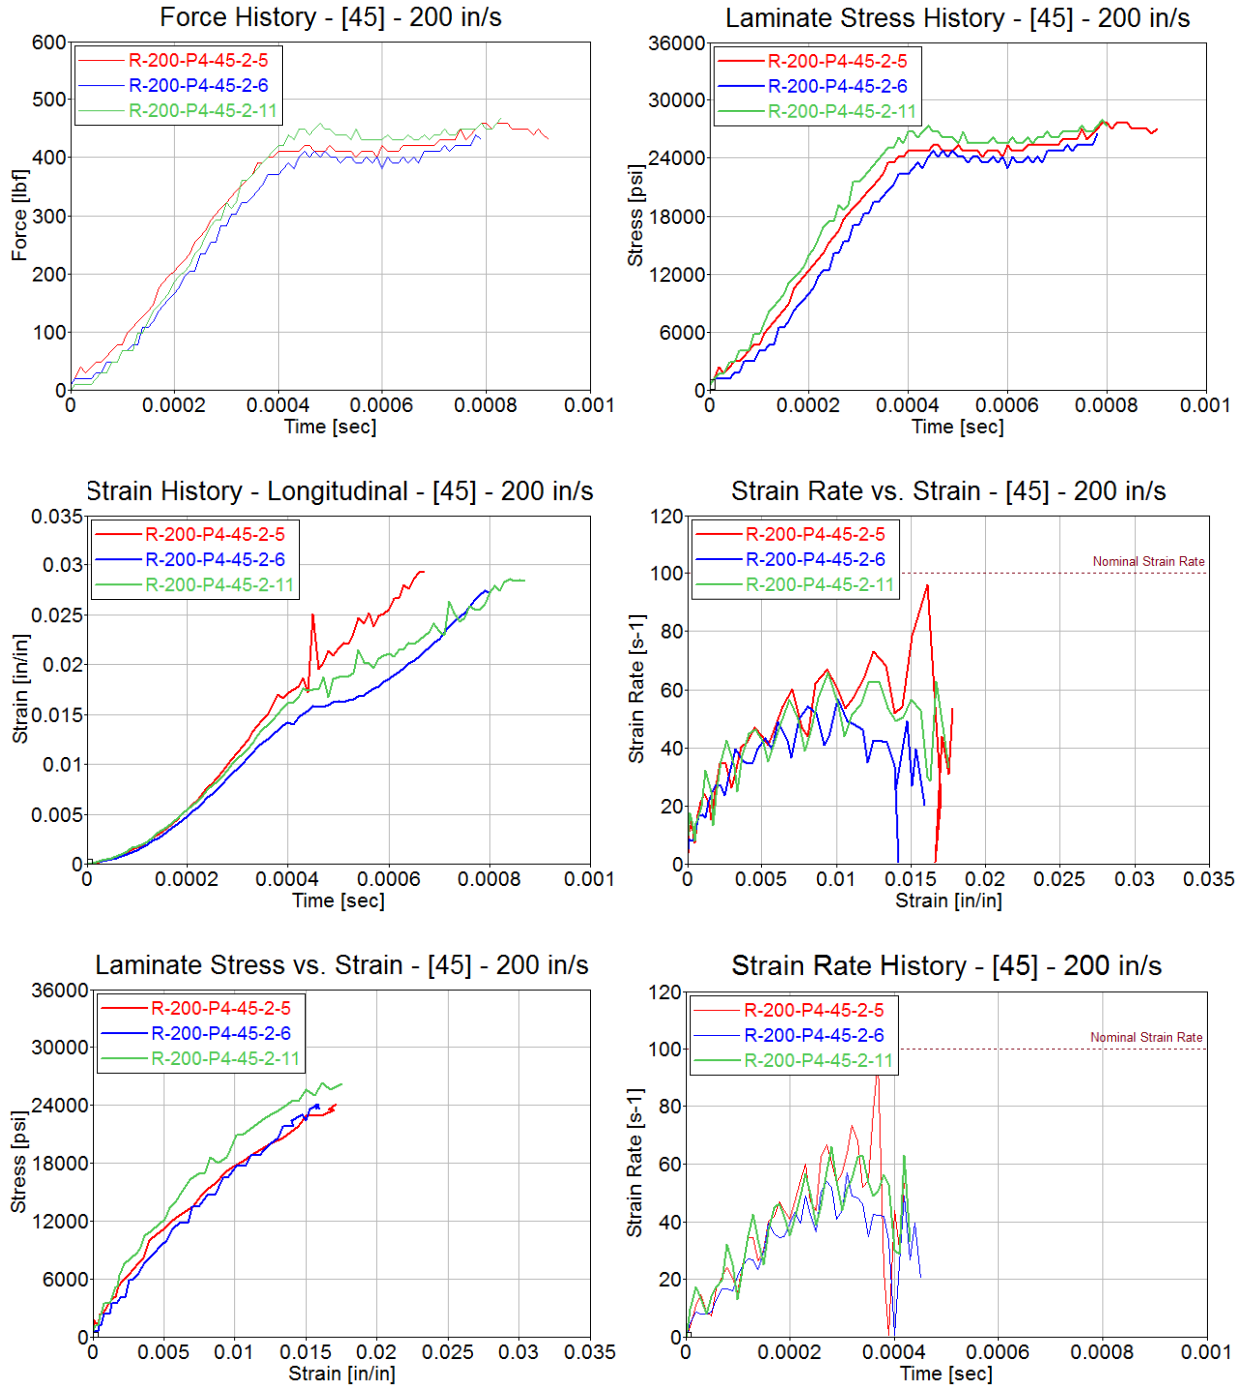 Force History - [45] - 200 in/s
600
500
400
300
200
100
0
Force [lbf]
R-200-P4-45-2-5
R-200-P4-45-2-6
R-200-P4-45-2-11
0
0.0002
0.0004
0.0006
0.0008
0.001
Time [sec]
Laminate Stress History - [45] - 200 in/s
36000
30000
24000
18000
12000
6000
0
Stress [psi]
R-200-P4-45-2-5
R-200-P4-45-2-6
R-200-P4-45-2-11
0
0.0002
0.0004
0.0006
0.0008
0.001
Time [sec]
Strain History - Longitudinal - [45] - 200 in/s
0.035
0.03
0.025
0.02
0.015
0.01
0.005
0
Strain [in/in]
R-200-P4-45-2-5
R-200-P4-45-2-6
R-200-P4-45-2-11
0
0.0002
0.0004
0.0006
0.0008
0.001
Time [sec]
Strain Rate vs. Strain - [45] - 200 in/s
120
100
80
60
40
20
0
Strain Rate [s-1]
R-200-P4-45-2-5
R-200-P4-45-2-6
R-200-P4-45-2-11
Nominal Strain Rate
0
0.005
0.01
0.015
0.02
0.025
0.03
0.035
Strain [in/in]
Laminate Stress vs. Strain - [45] - 200 in/s
36000
30000
24000
18000
12000
6000
0
Stress [psi]
R-200-P4-45-2-5
R-200-P4-45-2-6
R-200-P4-45-2-11
0
0.005
0.01
0.015
0.02
0.025
0.03
0.035
Strain [in/in]
Strain Rate History - [45] - 200 in/s
120
100
80
60
40
20
0
Strain Rate [s-1]
R-200-P4-45-2-5
R-200-P4-45-2-6
R-200-P4-45-2-11
Nominal Strain Rate
0
0.0002
0.0004
0.0006
0.0008
0.001
Time [sec]